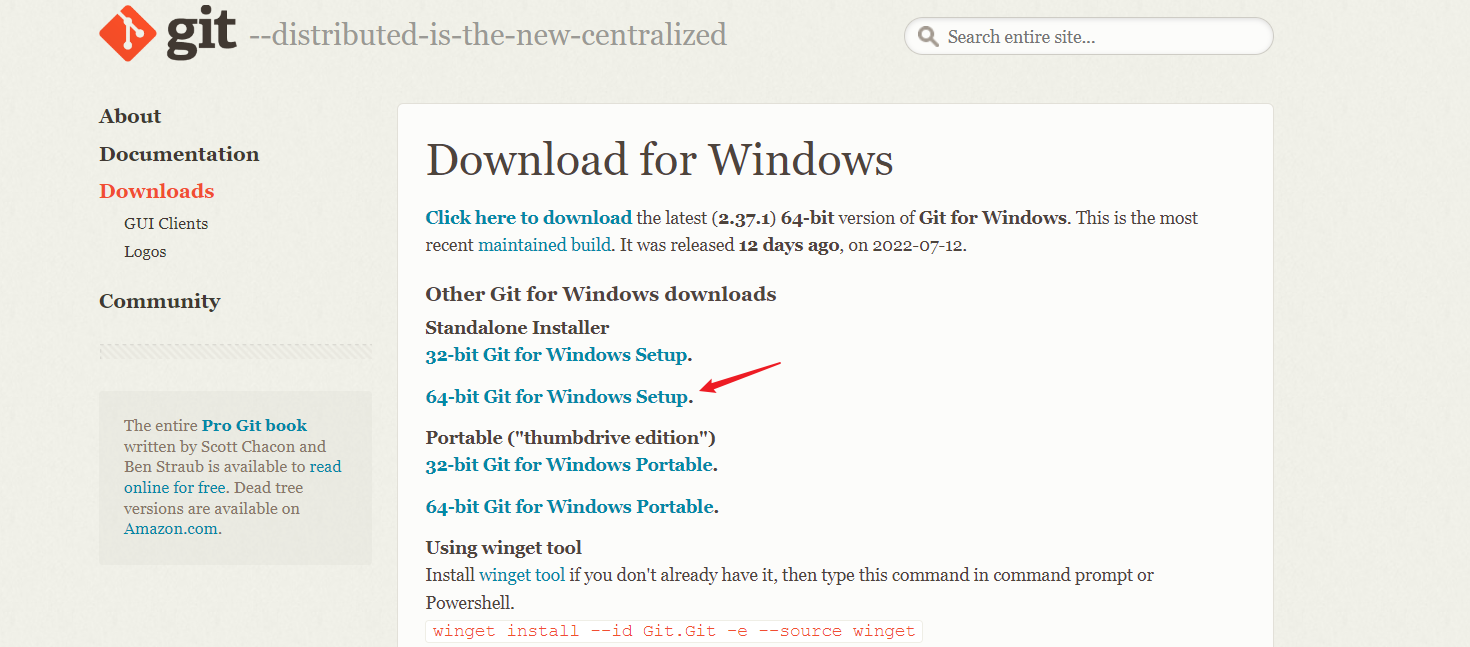 git --distributed-is-the-new-centralized
Search entire site...
About
Documentation
Downloads
GUI Clients
Logos
Community
The entire Pro Git book
written by Scott Chacon and
Ben Straub is available to read
online for free. Dead tree
versions are available on
Amazon.com.
Download for Windows
Click here to download the latest (2.37.1) 64-bit version of Git for Windows. This is the most
recent maintained build. It was released 12 days ago, on 2022-07-12.
Other Git for Windows downloads
Standalone Installer
32-bit Git for Windows Setup.
64-bit Git for Windows Setup.
Portable ("thumbdrive edition")
32-bit Git for Windows Portable.
64-bit Git for Windows Portable.
Using winget tool
Install winget tool if you don't already have it, then type this command in command prompt or
Powershell.
winget install --id Git.Git -e --source winget